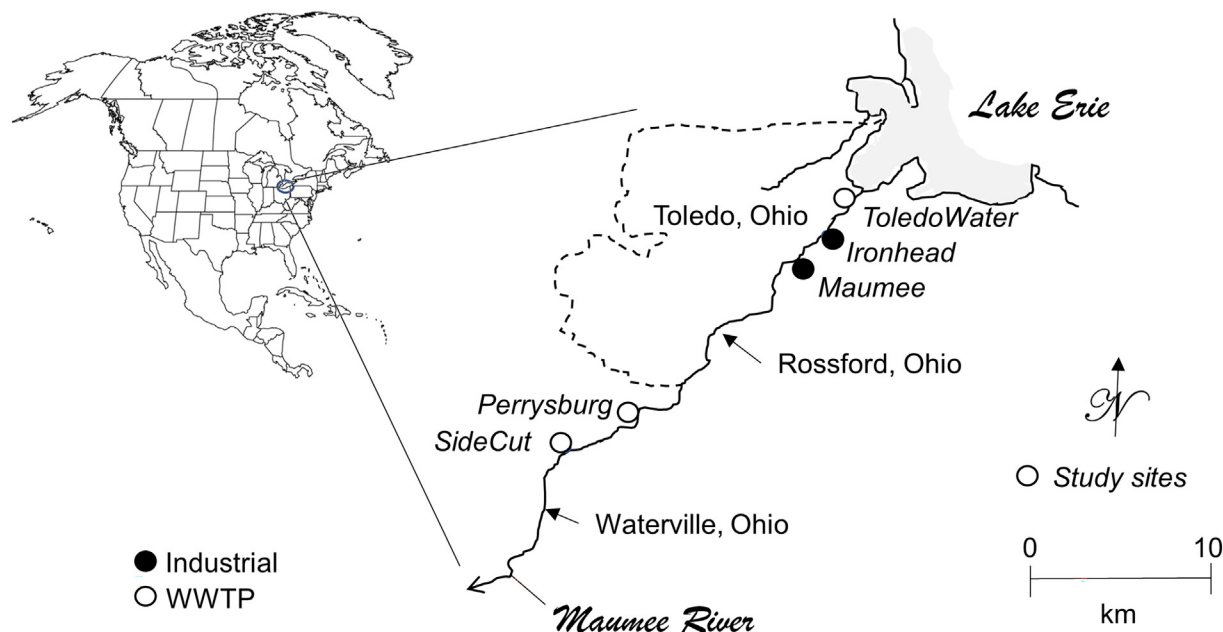 Lake Erie
Toledo, Ohio
ToledoWater
Ironhead
Maumee
Rossford, Ohio
Perrysburg
SideCut
N
Study sites
Waterville, Ohio
0 10
km
Industrial
WWTP
Maumee River